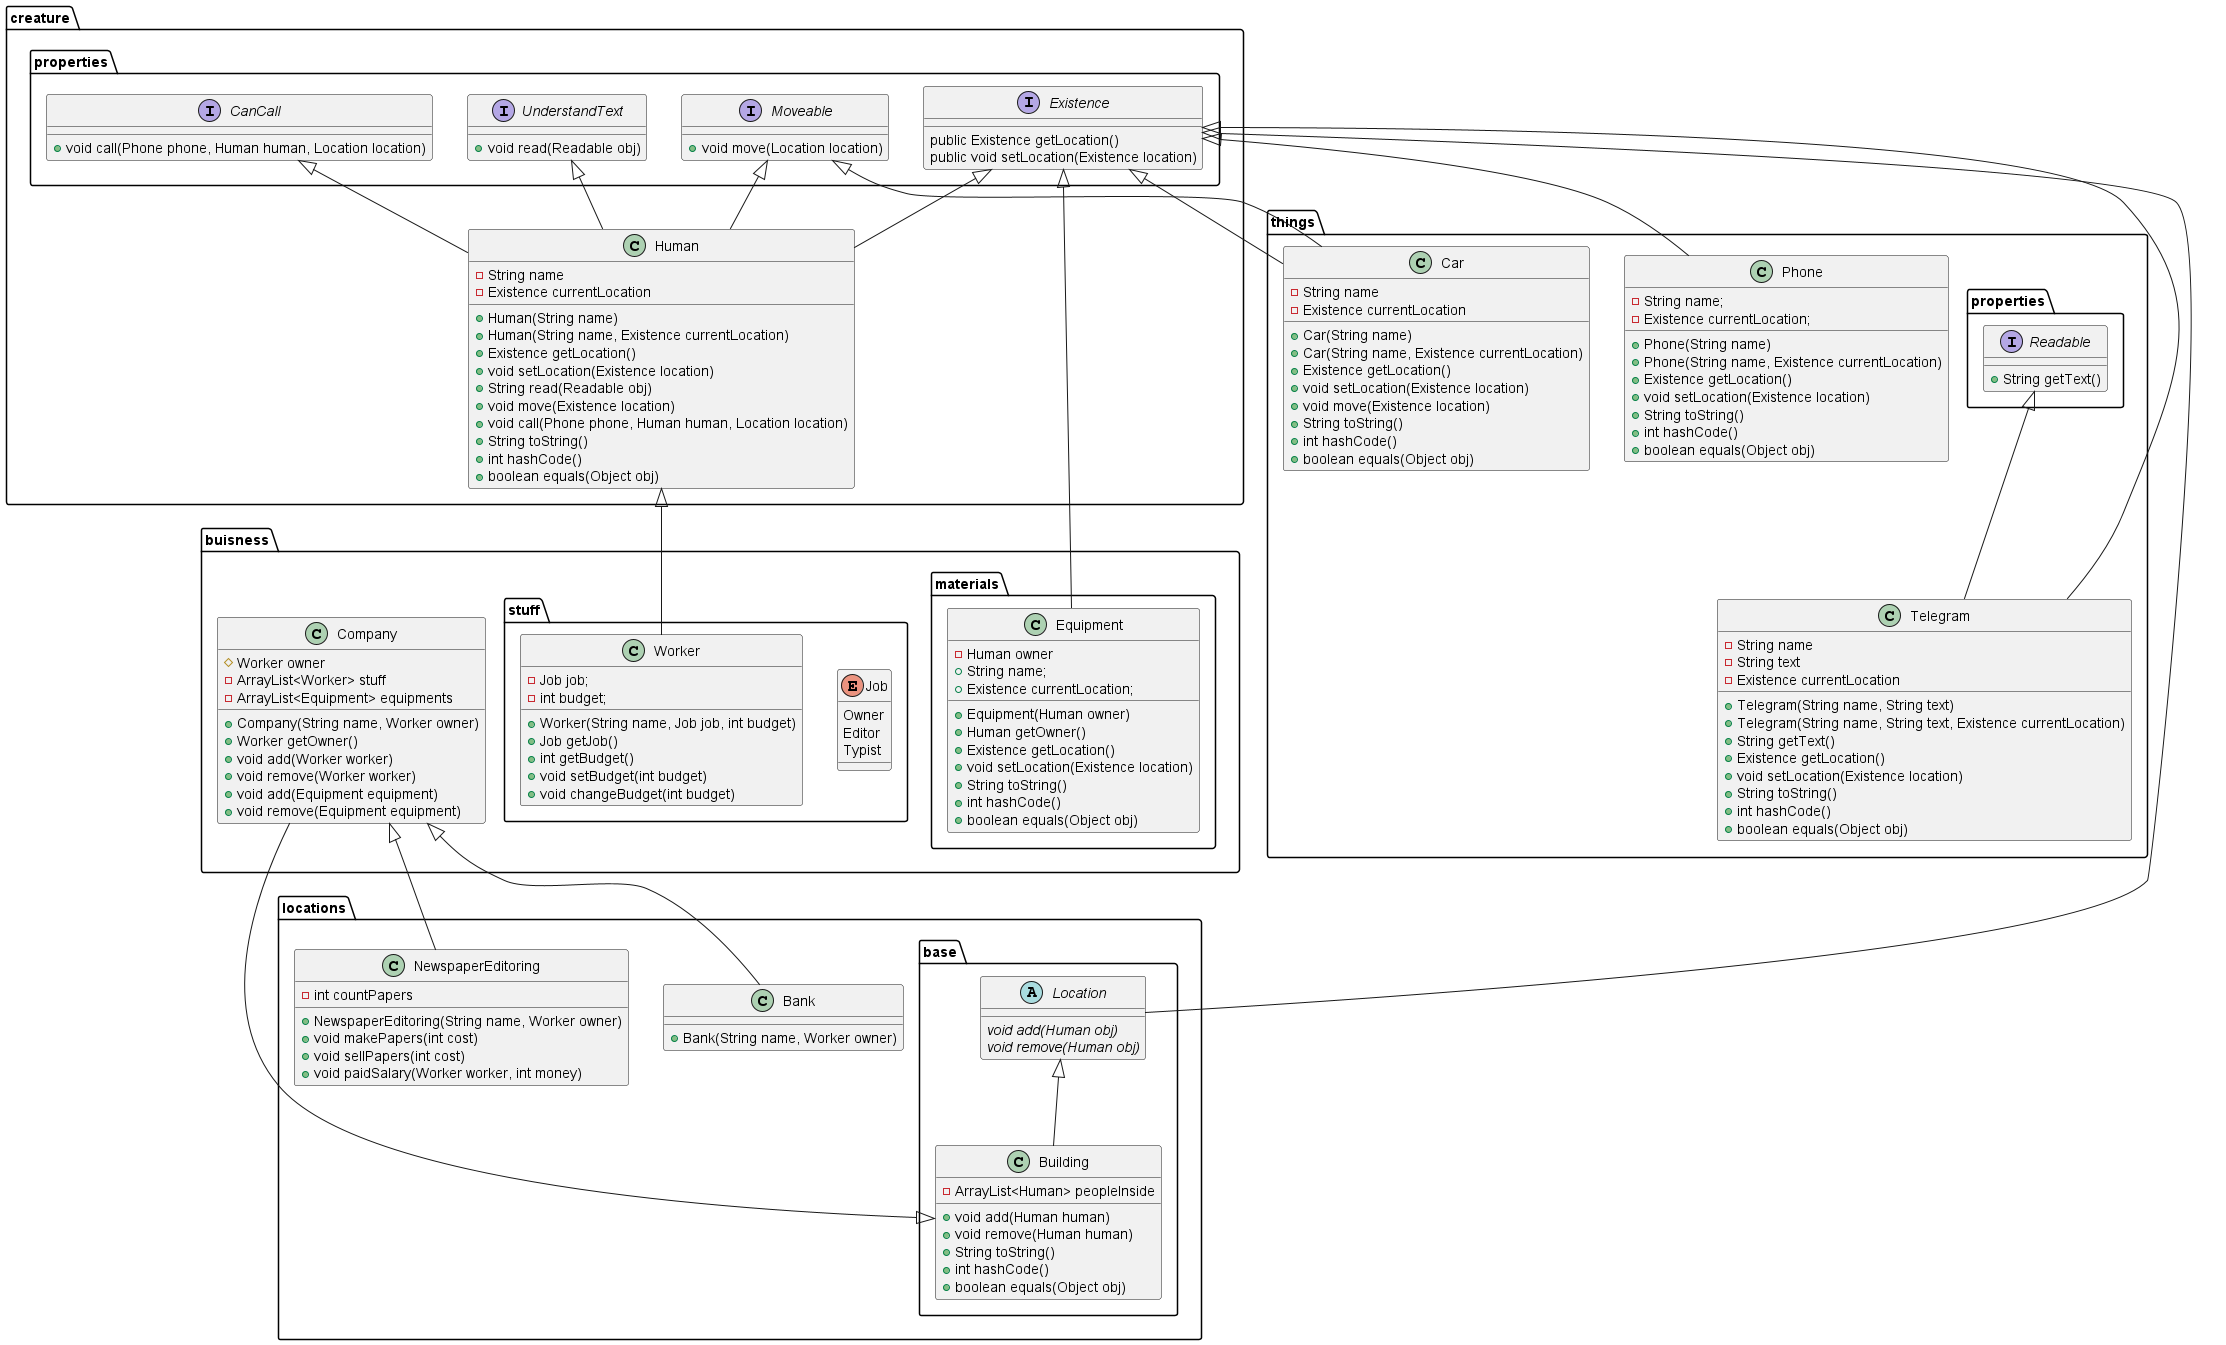 creature
properties
CanCall
void call(Phone phone, Human human, Location location)
UnderstandText
void read(Readable obj)
Moveable
void move(Location location)
Existence
public Existence getLocation()
public void setLocation(Existence location)
Human
String name
Existence currentLocation
Human(String name)
Human(String name, Existence currentLocation)
Existence getLocation()
void setLocation(Existence location)
String read(Readable obj)
void move(Existence location)
void call(Phone phone, Human human, Location location)
String toString()
int hashCode()
boolean equals(Object obj)
things
Car
String name
Existence currentLocation
Car(String name)
Car(String name, Existence currentLocation)
Existence getLocation()
void setLocation(Existence location)
void move(Existence location)
String toString()
int hashCode()
boolean equals(Object obj)
Phone
String name;
Existence currentLocation;
Phone(String name)
Phone(String name, Existence currentLocation)
Existence getLocation()
void setLocation(Existence location)
String toString()
int hashCode()
boolean equals(Object obj)
properties
Readable
String getText()
Telegram
String name
String text
Existence currentLocation
Telegram(String name, String text)
Telegram(String name, String text, Existence currentLocation)
String getText()
Existence getLocation()
void setLocation(Existence location)
String toString()
int hashCode()
boolean equals(Object obj)
buisness
Company
Worker owner
ArrayList<Worker> stuff
ArrayList<Equipment> equipments
Company(String name, Worker owner)
Worker getOwner()
void add(Worker worker)
void remove(Worker worker)
void add(Equipment equipment)
void remove(Equipment equipment)
stuff
Worker
Job job;
int budget;
Worker(String name, Job job, int budget)
Job getJob()
int getBudget()
void setBudget(int budget)
void changeBudget(int budget)
Job
Owner
Editor
Typist
materials
Equipment
Human owner
String name;
Existence currentLocation;
Equipment(Human owner)
Human getOwner()
Existence getLocation()
void setLocation(Existence location)
String toString()
int hashCode()
boolean equals(Object obj)
locations
NewspaperEditoring
int countPapers
NewspaperEditoring(String name, Worker owner)
void makePapers(int cost)
void sellPapers(int cost)
void paidSalary(Worker worker, int money)
Bank
Bank(String name, Worker owner)
base
Location
void add(Human obj)
void remove(Human obj)
Building
ArrayList<Human> peopleInside
void add(Human human)
void remove(Human human)
String toString()
int hashCode()
boolean equals(Object obj)